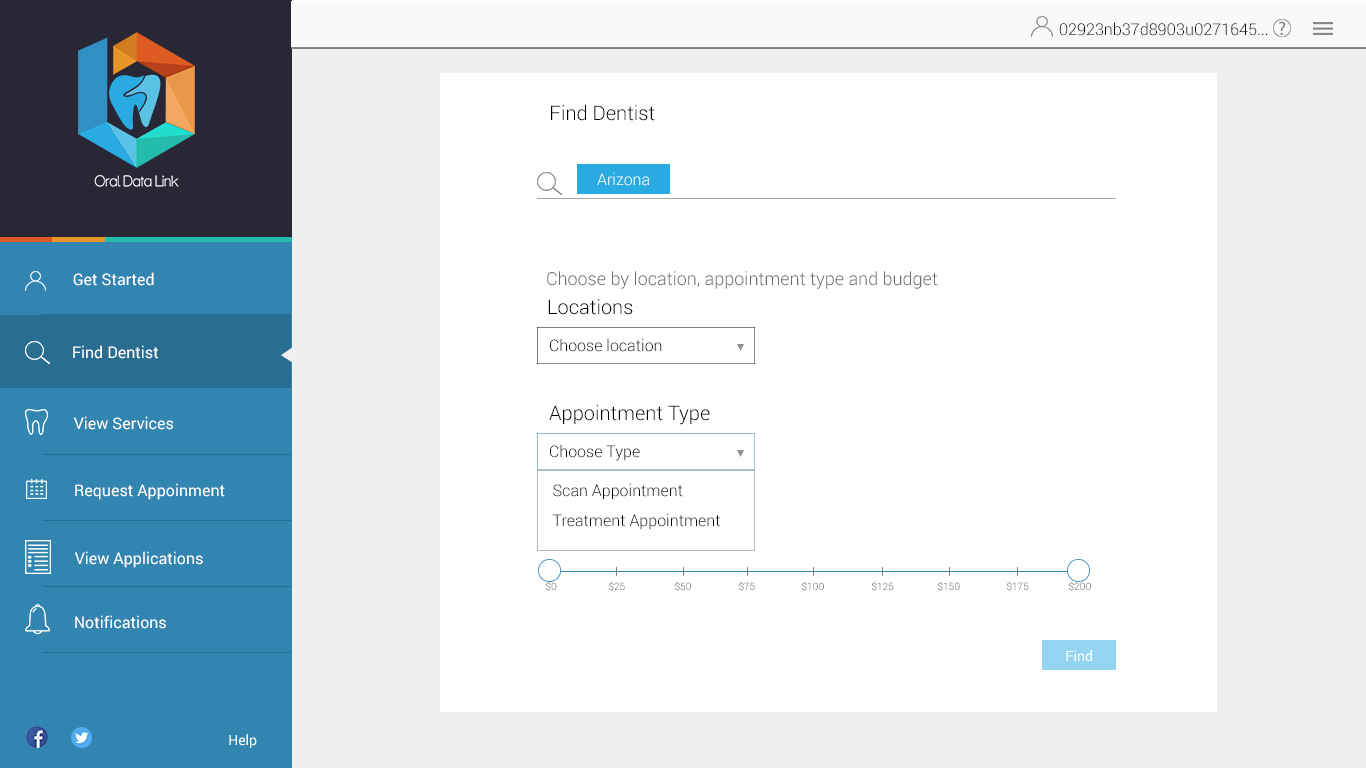 Oral Data Link
Get Started
Find Dentist
View Services
Request Appoinment
View Applications
Notifications
Help
02923nb37d8903u0271645...
Find Dentist
Arizona
Choose by location, appointment type and budget
Locations
Choose location
Appointment Type
Choose Type
Scan Appointment
Treatment Appointment
$0 $25 $50 $75 $100 $125 $150 $175 $200
Find